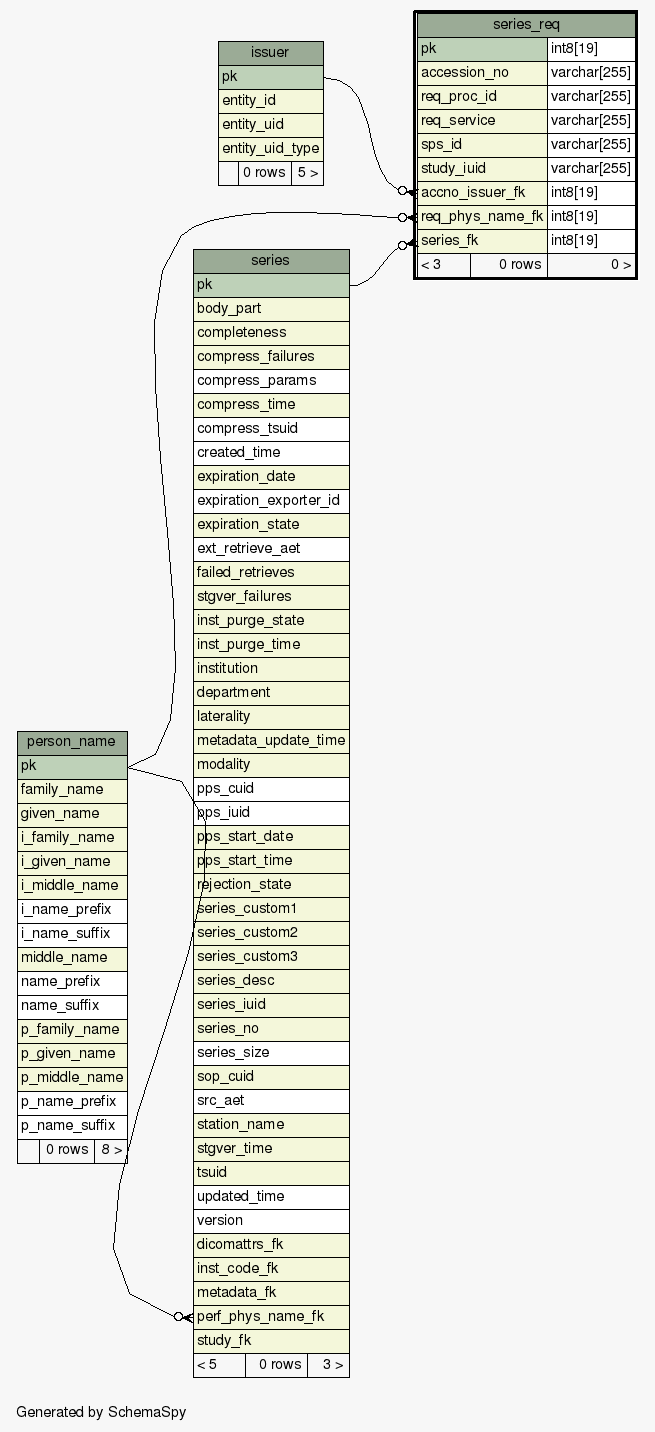 series_req
pk int8[19]
accession_no varchar[255]
req_proc_id varchar[255]
req_service varchar[255]
sps_id varchar[255]
study_iuid varchar[255]
accno_issuer_fk int8[19]
req_phys_name_fk int8[19]
series_fk int8[19]
< 3 0 rows 0 >
issuer
pk
entity_id
entity_uid
entity_uid_type
0 rows 5 >
series
pk
body_part
completeness
compress_failures
compress_params
compress_time
compress_tsuid
created_time
expiration_date
expiration_exporter_id
expiration_state
ext_retrieve_aet
failed_retrieves
stgver_failures
inst_purge_state
inst_purge_time
institution
department
laterality
metadata_update_time
modality
pps_cuid
pps_iuid
pps_start_date
pps_start_time
rejection_state
series_custom1
series_custom2
series_custom3
series_desc
series_iuid
series_no
series_size
sop_cuid
src_aet
station_name
stgver_time
tsuid
updated_time
version
dicomattrs_fk
inst_code_fk
metadata_fk
perf_phys_name_fk
study_fk
< 5 0 rows 3 >
person_name
pk
family_name
given_name
i_family_name
i_given_name
i_middle_name
i_name_prefix
i_name_suffix
middle_name
name_prefix
name_suffix
p_family_name
p_given_name
p_middle_name
p_name_prefix
p_name_suffix
0 rows 8 >
Generated by SchemaSpy